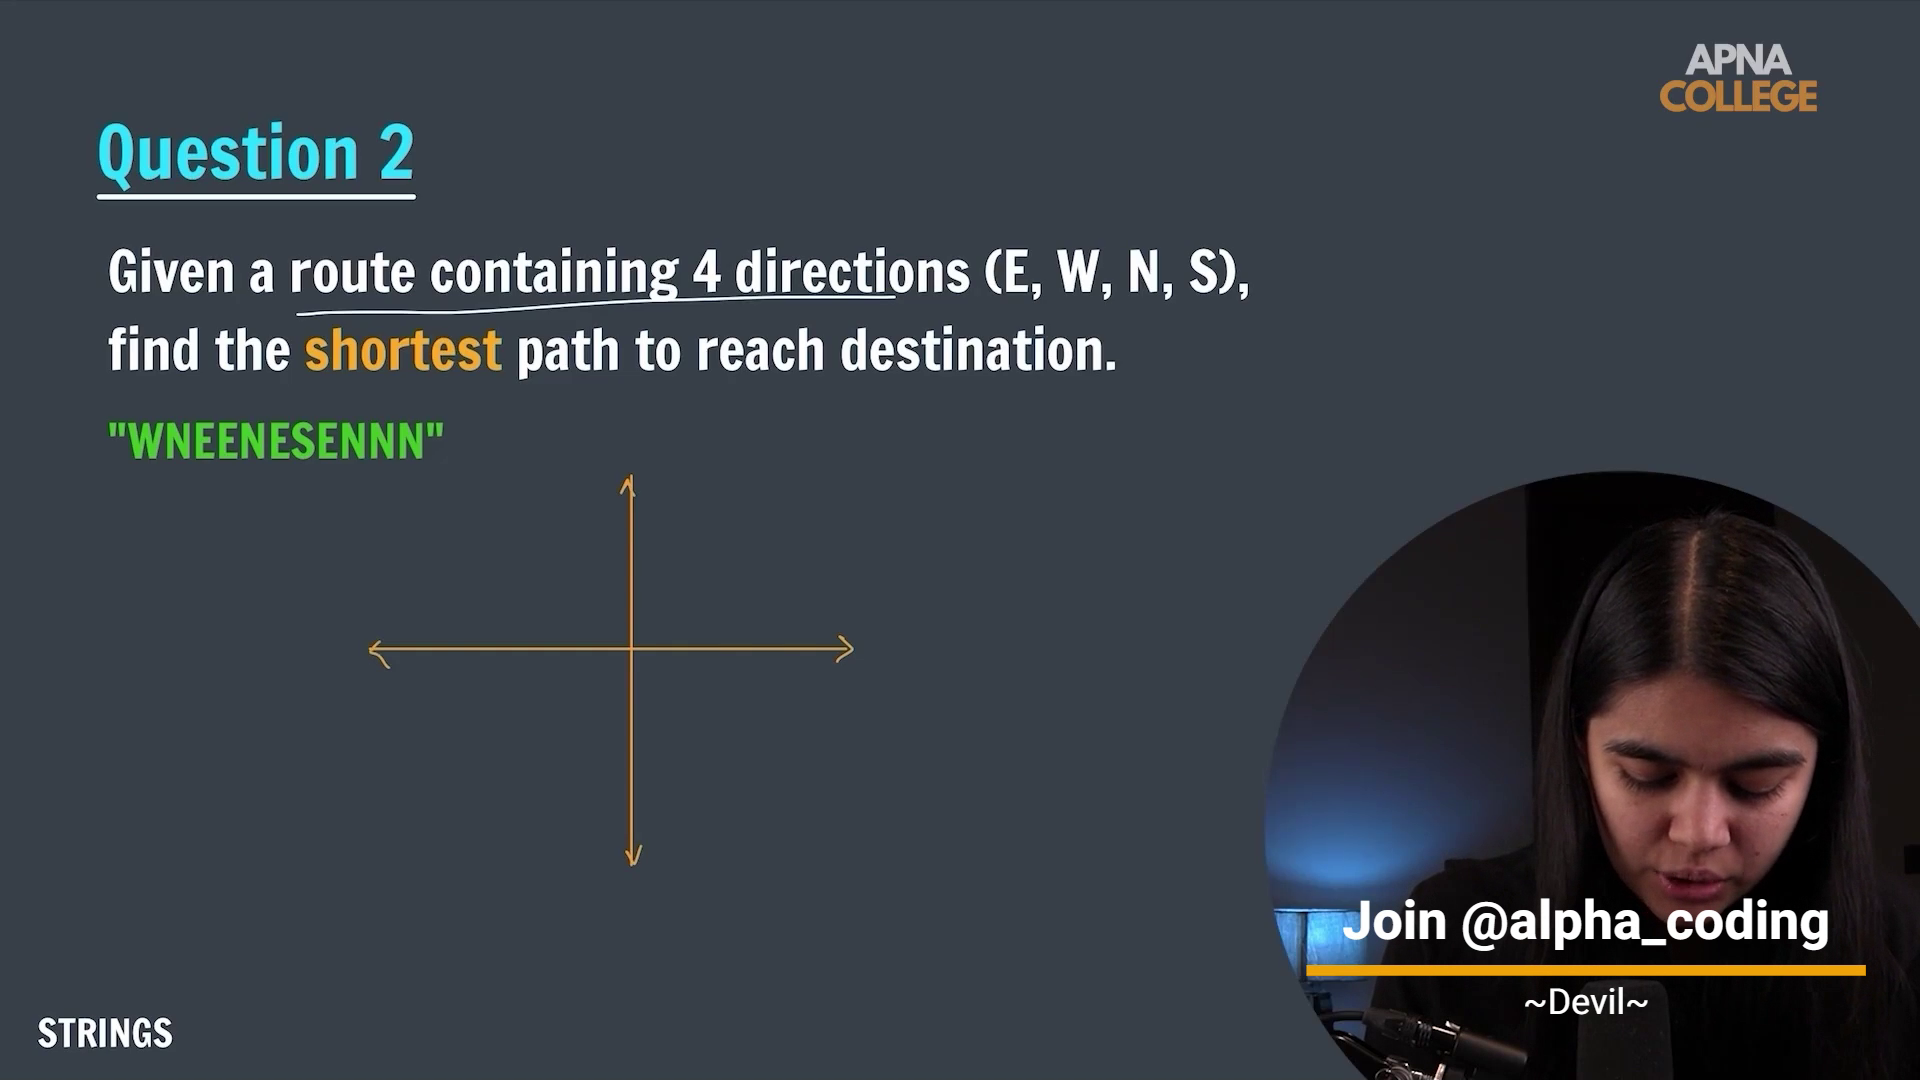 APNA
COLLEGE
Question 2
Given a route containing 4 directions (E, W, N, S),
find the shortest path to reach destination.
"WNEENESENNN"
Join @alpha_coding
~Devil~
STRINGS